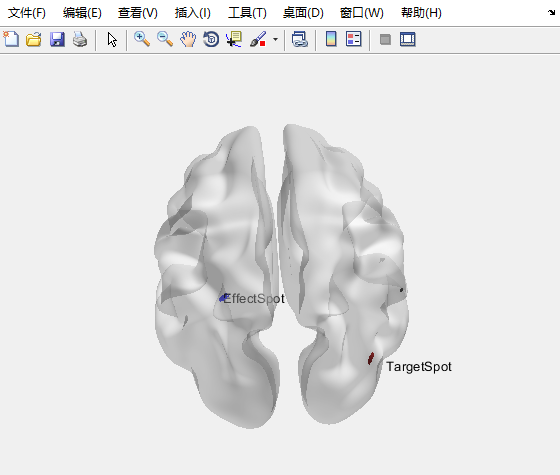 文件(F) 编辑(E) 查看(V) 插入(I) 工具(T) 桌面(D) 窗口(W) 帮助(H)
EffectSpot
TargetSpot